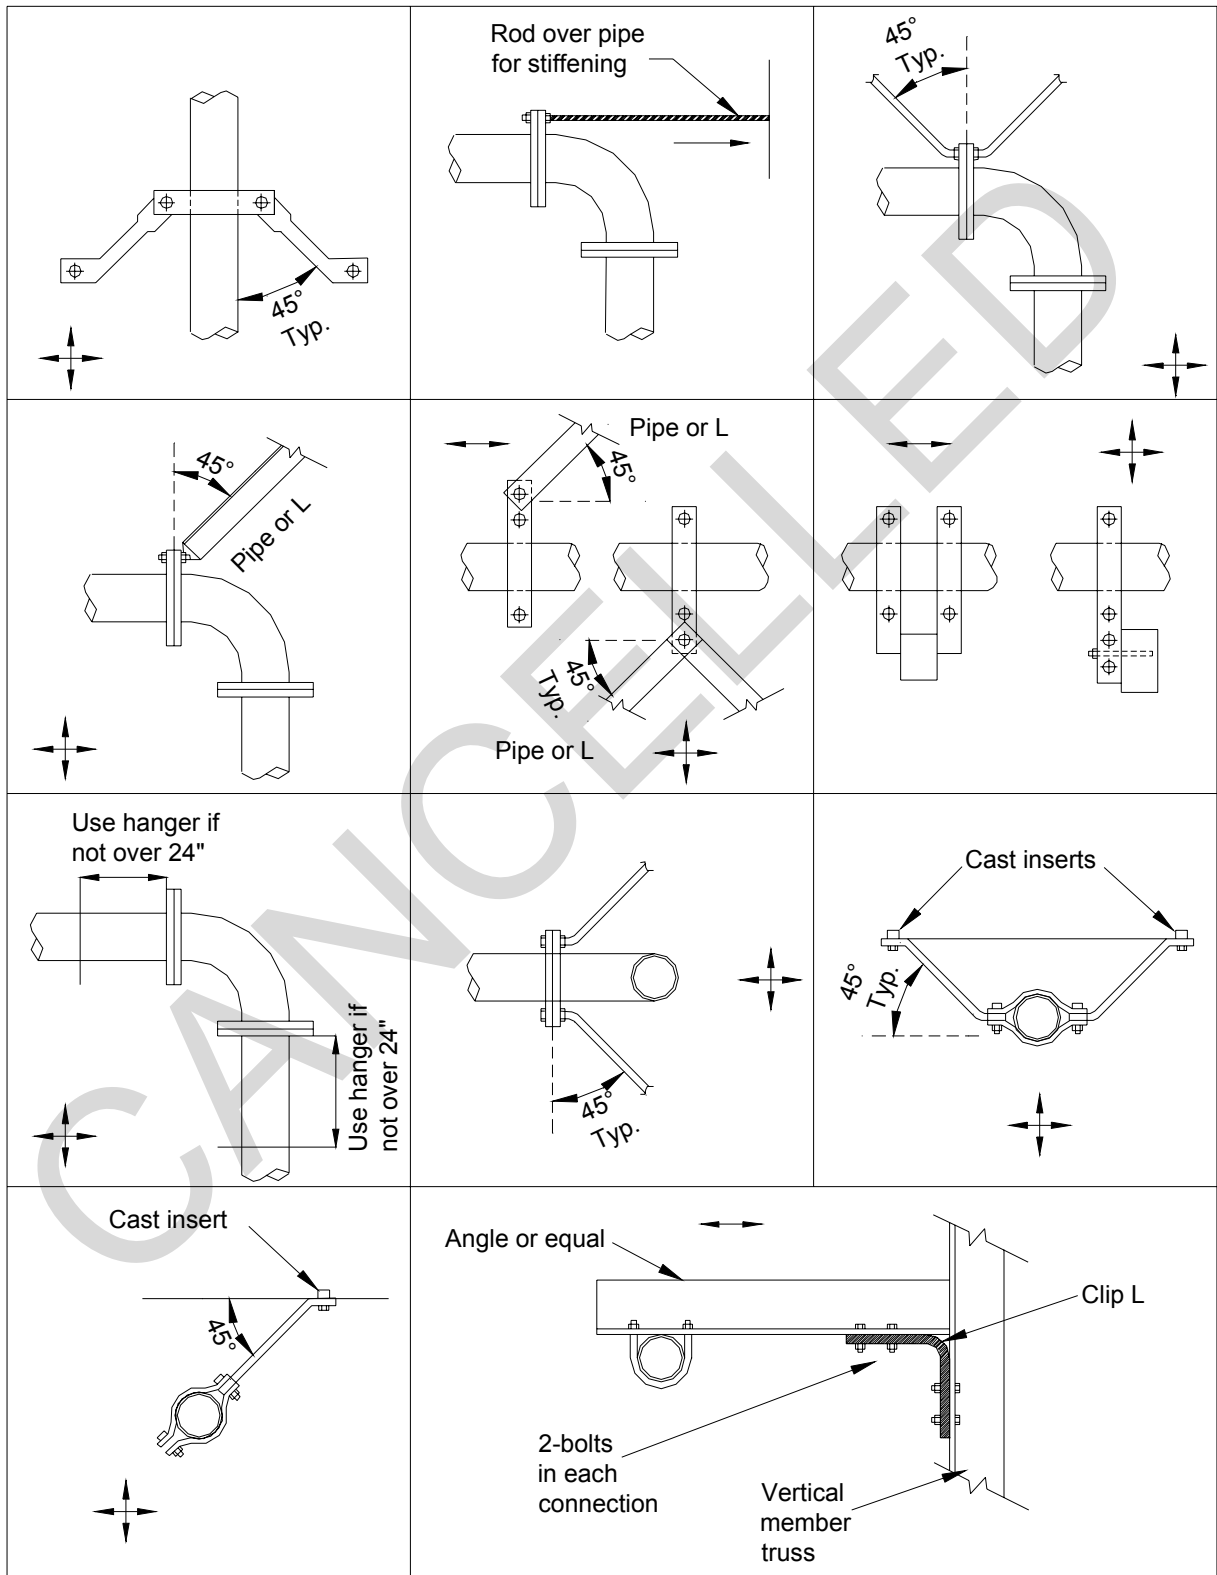 45°
Typ.
Rod over pipe
for stiffening
45°
Typ.
45°
Pipe or L
Pipe or L
45°
45°
Typ.
Pipe or L
Use hanger if
not over 24"
Use hanger if
not over 24"
45°
Typ.
Cast inserts
45°
Typ.
Cast insert
45°
Angle or equal
Clip L
2-bolts
in each
connection
Vertical
member
truss
CANCELLED